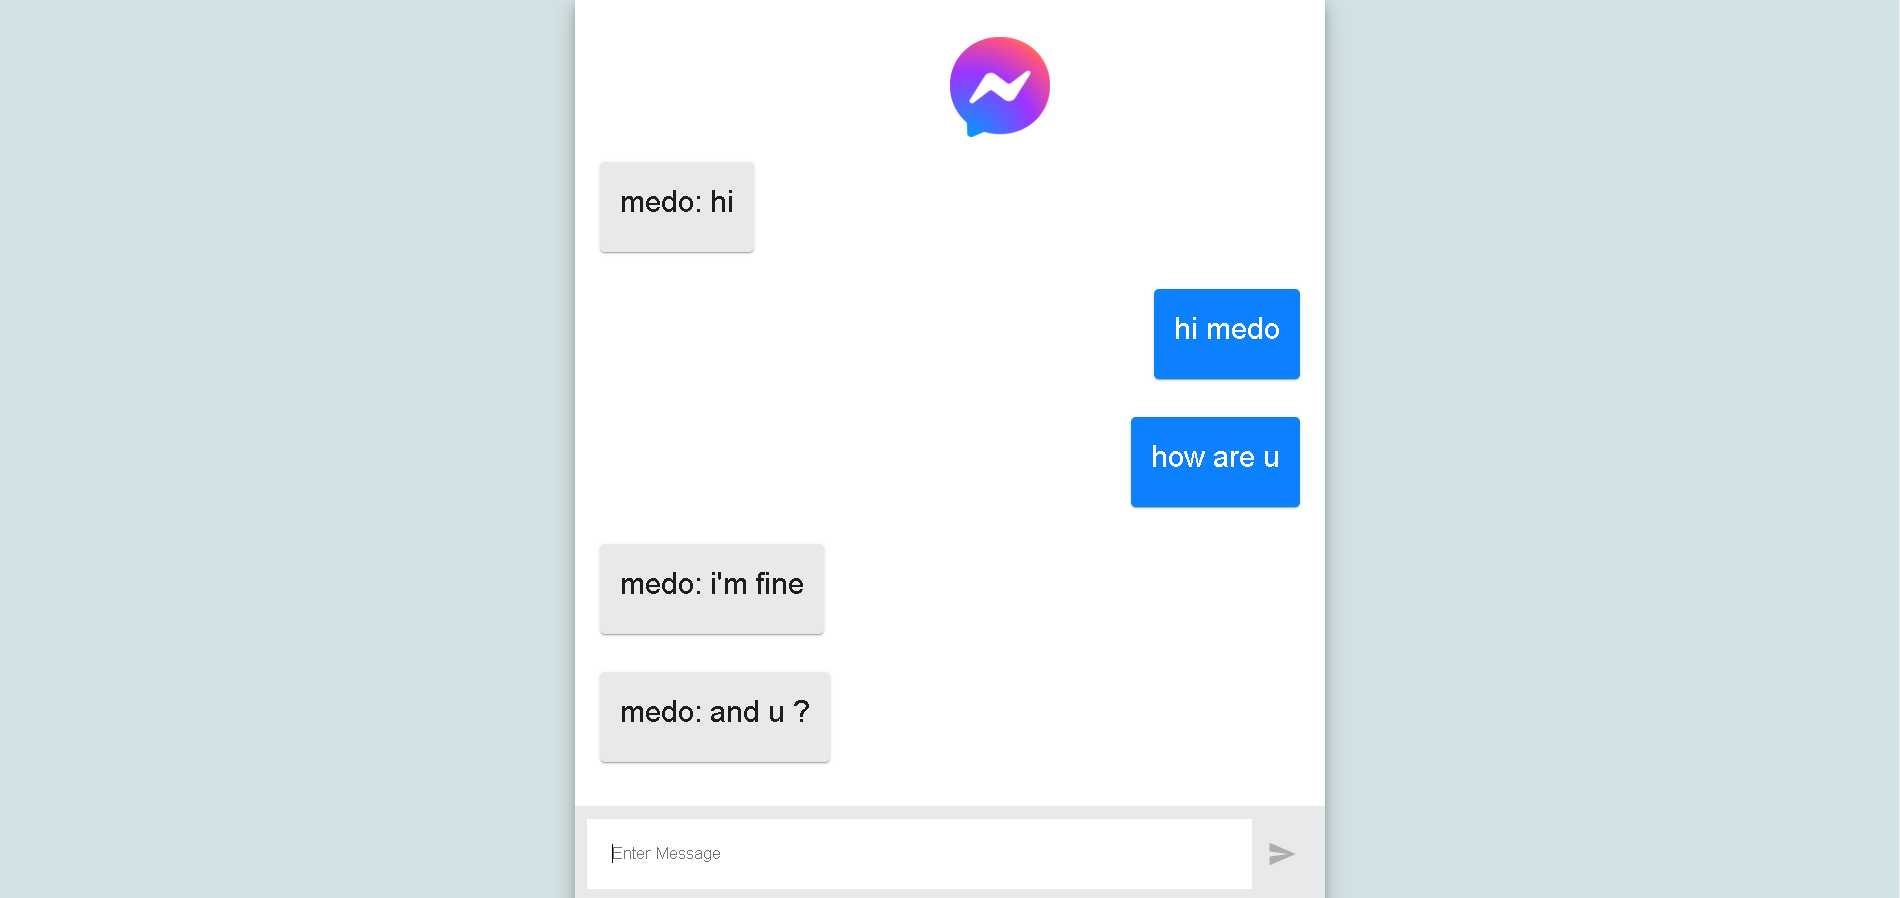 medo: hi
hi medo
how are u
medo: i'm fine
medo: and u ?
Enter Message